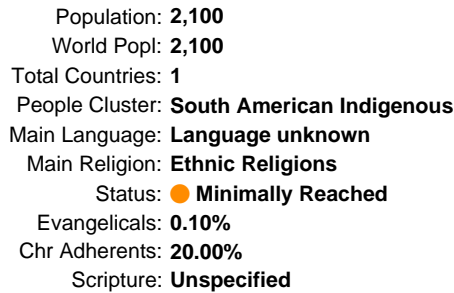 Population: 2,100
World Popl: 2,100
Total Countries: 1
People Cluster: South American Indigenous
Main Language: Language unknown
Main Religion: Ethnic Religions
Status: Minimally Reached
Evangelicals: 0.10%
Chr Adherents: 20.00%
Scripture: Unspecified